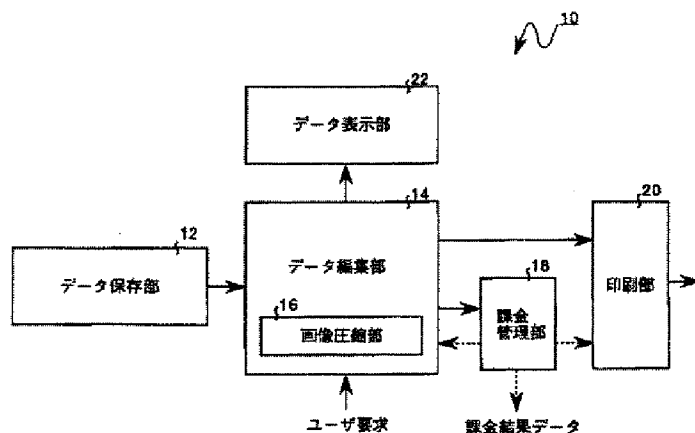 10
22
データ表示部
14
20
12
データ編集部
18
データ保存部
印刷部
16
課金
管理部
画像圧縮部
ユーザ要求
課金結果データ